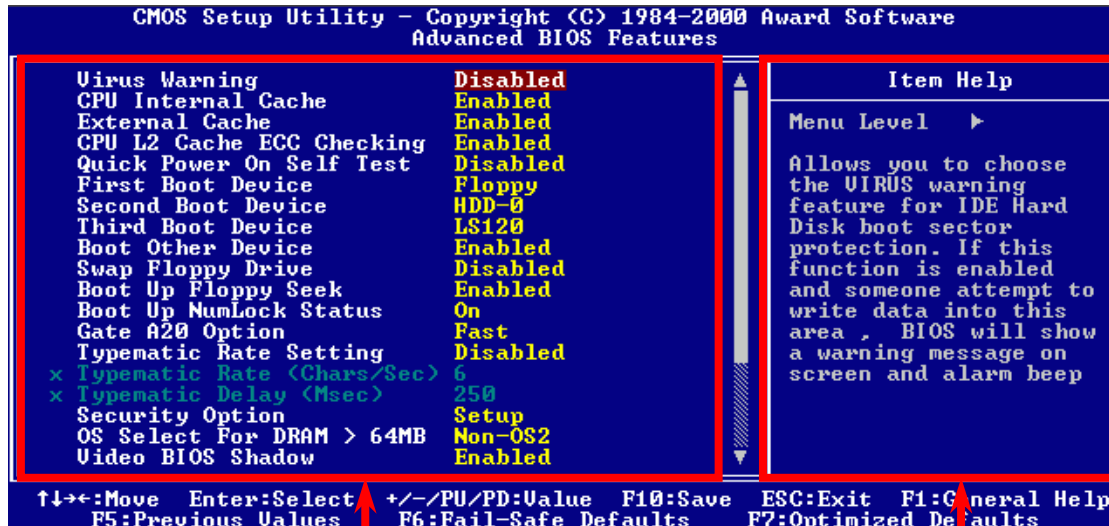 CMOS Setup Utility – Copyright (C) 1984–2000 Award Software
Advanced BIOS Features
Virus Warning Disabled
CPU Internal Cache Enabled
External Cache Enabled
CPU L2 Cache ECC Checking Enabled
Quick Power On Self Test Disabled
First Boot Device Floppy
Second Boot Device HDD-0
Third Boot Device LS120
Boot Other Device Enabled
Swap Floppy Drive Disabled
Boot Up Floppy Seek Enabled
Boot Up NumLock Status On
Gate A20 Option Fast
Typematic Rate Setting Disabled
x Typematic Rate (Chars/Sec) 6
x Typematic Delay (Msec) 250
Security Option Setup
OS Select For DRAM > 64MB Non-OS2
Video BIOS Shadow Enabled
Item Help
Menu Level ►
Allows you to choose
the VIRUS warning
feature for IDE Hard
Disk boot sector
protection. If this
function is enabled
and someone attempt to
write data into this
area , BIOS will show
a warning message on
screen and alarm beep
↑↓→←:Move Enter:Select +/-/PU/PD:Value F10:Save ESC:Exit F1:General Help
F5:Previous Values F6:Fail-Safe Defaults F7:Optimized Defaults